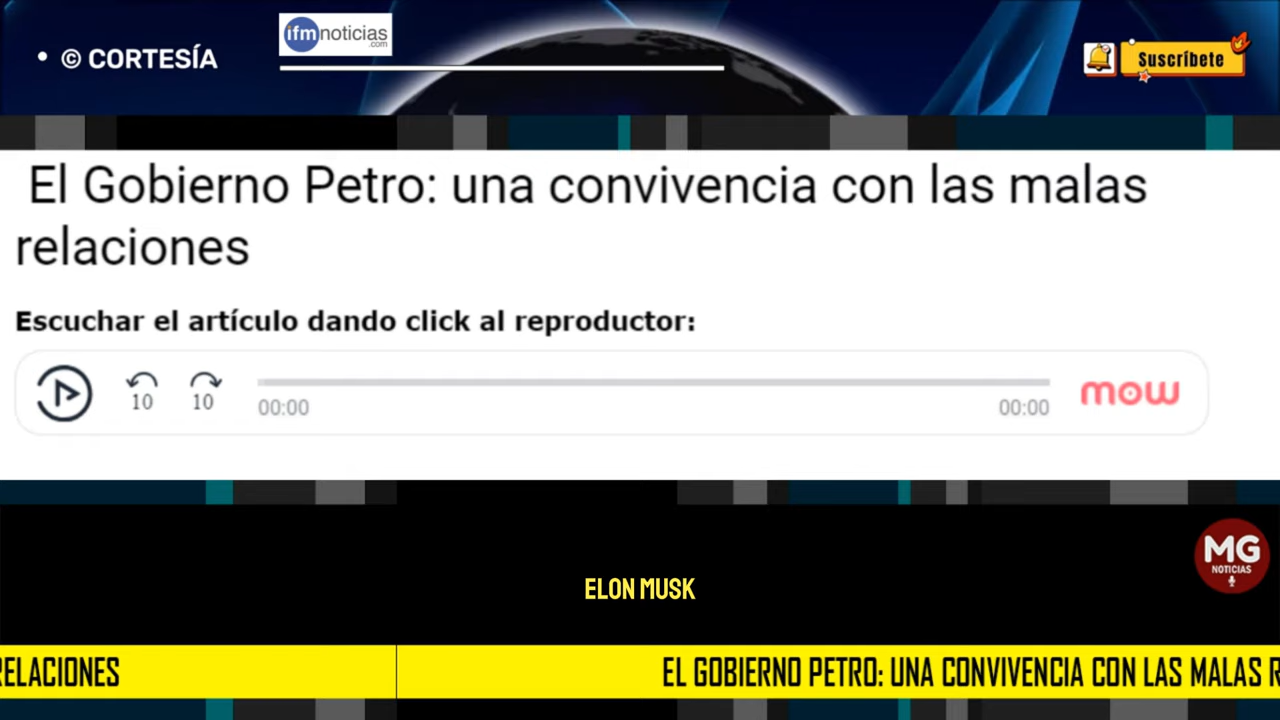 • © CORTESÍA
ifmnoticias
.com
Suscríbete
El Gobierno Petro: una convivencia con las malas
relaciones
Escuchar el artículo dando click al reproductor:
10
10
00:00
00:00
mow
MG
NOTICIAS
ELON MUSK
RELACIONES
EL GOBIERNO PETRO: UNA CONVIVENCIA CON LAS MALAS R